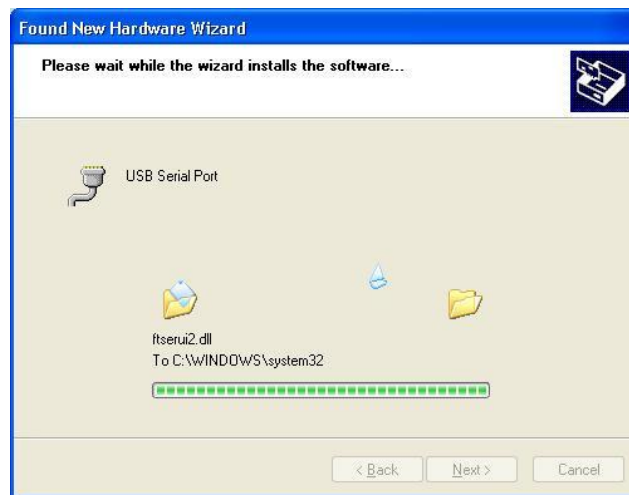 Found New Hardware Wizard
Please wait while the wizard installs the software...
USB Serial Port
ftserui2.dll
To C:\WINDOWS\system32
< Back
Next >
Cancel